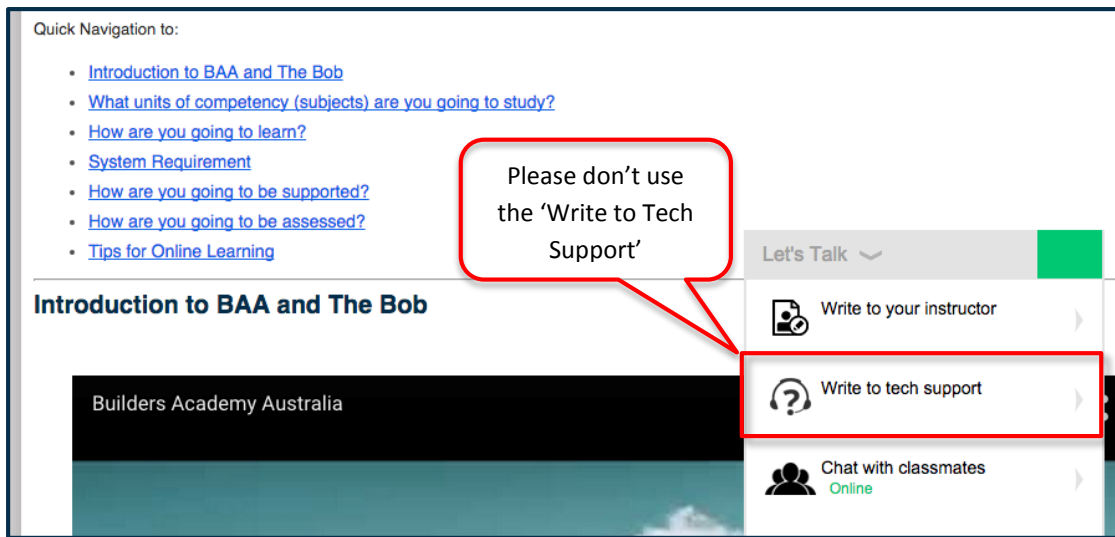 Quick Navigation to:
Introduction to BAA and The Bob
What units of competency (subjects) are you going to study?
How are you going to learn?
System Requirement
How are you going to be supported?
How are you going to be assessed?
Tips for Online Learning
Please don’t use
the ‘Write to Tech
Support’
Let's Talk
Introduction to BAA and The Bob
Write to your instructor
Builders Academy Australia
Write to tech support
Chat with classmates
Online